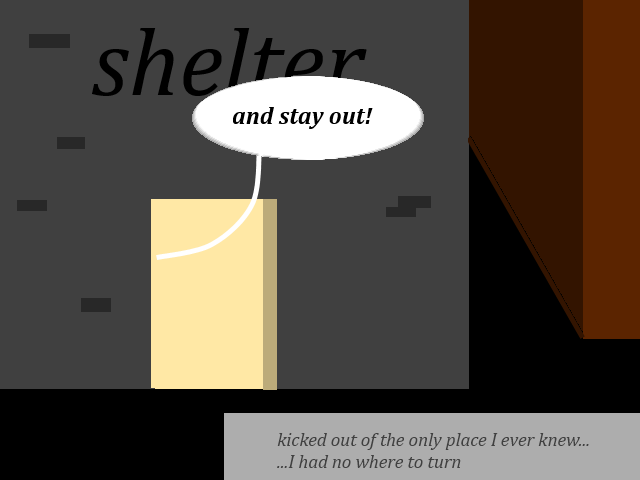 shelter
and stay out!
kicked out of the only place I ever knew...
...I had no where to turn